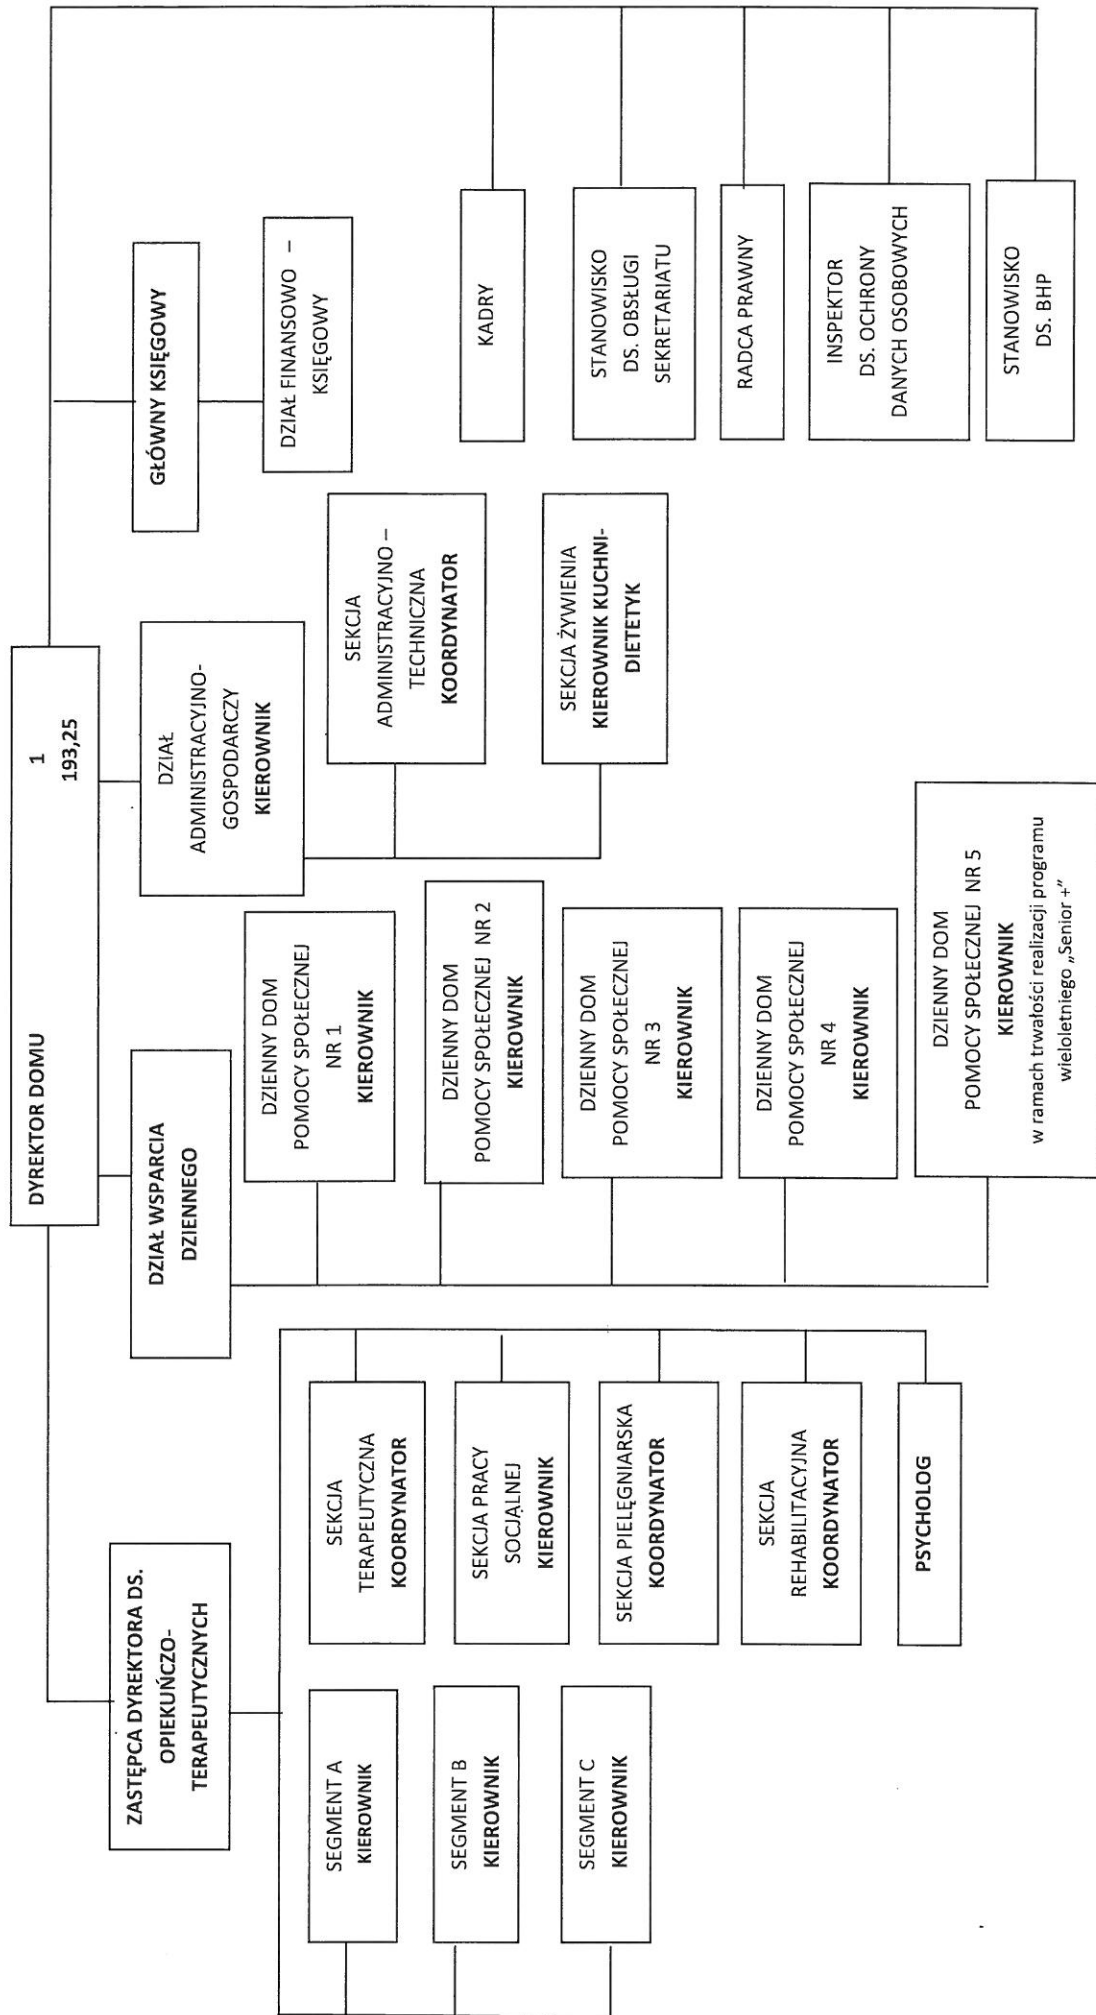 DYREKTOR DOMU 1
193,25
ZASTĘPCA DYREKTORA DS.
OPIEKUŃCZO-
TERAPEUTYCZNYCH
SEGMENT A
KIEROWNIK
SEGMENT B
KIEROWNIK
SEGMENT C
KIEROWNIK
SEKCJA
TERAPEUTYCZNA
KOORDYNATOR
SEKCJA PRACY
SOCJALNEJ
KIEROWNIK
SEKCJA PIELĘGNIARSKA
KOORDYNATOR
SEKCJA
REHABILITACYJNA
KOORDYNATOR
PSYCHOLOG
DZIAŁ WSPARCIA
DZIENNEGO
DZIENNY DOM
POMOCY SPOŁECZNEJ
NR 1
KIEROWNIK
DZIENNY DOM
POMOCY SPOŁECZNEJ NR 2
KIEROWNIK
DZIENNY DOM
POMOCY SPOŁECZNEJ
NR 3
KIEROWNIK
DZIENNY DOM
POMOCY SPOŁECZNEJ
NR 4
KIEROWNIK
DZIENNY DOM
POMOCY SPOŁECZNEJ NR 5
KIEROWNIK
w ramach trwałości realizacji programu
wieloletniego „Senior +”
DZIAŁ
ADMINISTRACYJNO-
GOSPODARCZY
KIEROWNIK
SEKCJA
ADMINISTRACYJNO –
TECHNICZNA
KOORDYNATOR
SEKCJA ŻYWIENIA
KIEROWNIK KUCHNI-
DIETETYK
GŁÓWNY KSIĘGOWY
DZIAŁ FINANSOWO –
KSIĘGOWY
KADRY
STANOWISKO
DS. OBSŁUGI
SEKRETARIATU
RADCA PRAWNY
INSPEKTOR
DS. OCHRONY
DANYCH OSOBOWYCH
STANOWISKO
DS. BHP